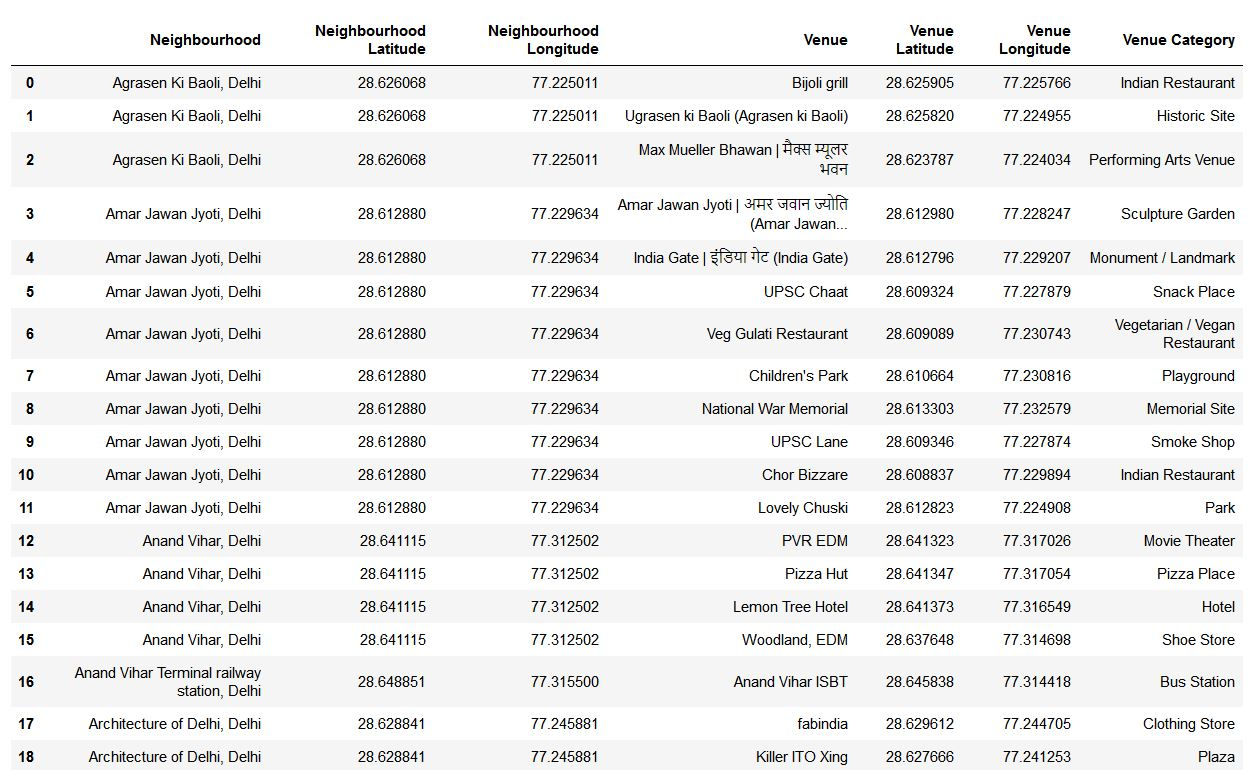 Neighbourhood Neighbourhood Latitude Neighbourhood Longitude Venue Venue Latitude Venue Longitude Venue Category
0 Agrasen Ki Baoli, Delhi 28.626068 77.225011 Bijoli grill 28.625905 77.225766 Indian Restaurant
1 Agrasen Ki Baoli, Delhi 28.626068 77.225011 Ugrasen ki Baoli (Agrasen ki Baoli) 28.625820 77.224955 Historic Site
2 Agrasen Ki Baoli, Delhi 28.626068 77.225011 Max Mueller Bhawan | मैक्स म्यूलर भवन 28.623787 77.224034 Performing Arts Venue
3 Amar Jawan Jyoti, Delhi 28.612880 77.229634 Amar Jawan Jyoti | अमर जवान ज्योति (Amar Jawan... 28.612980 77.228247 Sculpture Garden
4 Amar Jawan Jyoti, Delhi 28.612880 77.229634 India Gate | इंडिया गेट (India Gate) 28.612796 77.229207 Monument / Landmark
5 Amar Jawan Jyoti, Delhi 28.612880 77.229634 UPSC Chaat 28.609324 77.227879 Snack Place
6 Amar Jawan Jyoti, Delhi 28.612880 77.229634 Veg Gulati Restaurant 28.609089 77.230743 Vegetarian / Vegan Restaurant
7 Amar Jawan Jyoti, Delhi 28.612880 77.229634 Children's Park 28.610664 77.230816 Playground
8 Amar Jawan Jyoti, Delhi 28.612880 77.229634 National War Memorial 28.613303 77.232579 Memorial Site
9 Amar Jawan Jyoti, Delhi 28.612880 77.229634 UPSC Lane 28.609346 77.227874 Smoke Shop
10 Amar Jawan Jyoti, Delhi 28.612880 77.229634 Chor Bizzare 28.608837 77.229894 Indian Restaurant
11 Amar Jawan Jyoti, Delhi 28.612880 77.229634 Lovely Chuski 28.612823 77.224908 Park
12 Anand Vihar, Delhi 28.641115 77.312502 PVR EDM 28.641323 77.317026 Movie Theater
13 Anand Vihar, Delhi 28.641115 77.312502 Pizza Hut 28.641347 77.317054 Pizza Place
14 Anand Vihar, Delhi 28.641115 77.312502 Lemon Tree Hotel 28.641373 77.316549 Hotel
15 Anand Vihar, Delhi 28.641115 77.312502 Woodland, EDM 28.637648 77.314698 Shoe Store
16 Anand Vihar Terminal railway station, Delhi 28.648851 77.315500 Anand Vihar ISBT 28.645838 77.314418 Bus Station
17 Architecture of Delhi, Delhi 28.628841 77.245881 fabindia 28.629612 77.244705 Clothing Store
18 Architecture of Delhi, Delhi 28.628841 77.245881 Killer ITO Xing 28.627666 77.241253 Plaza